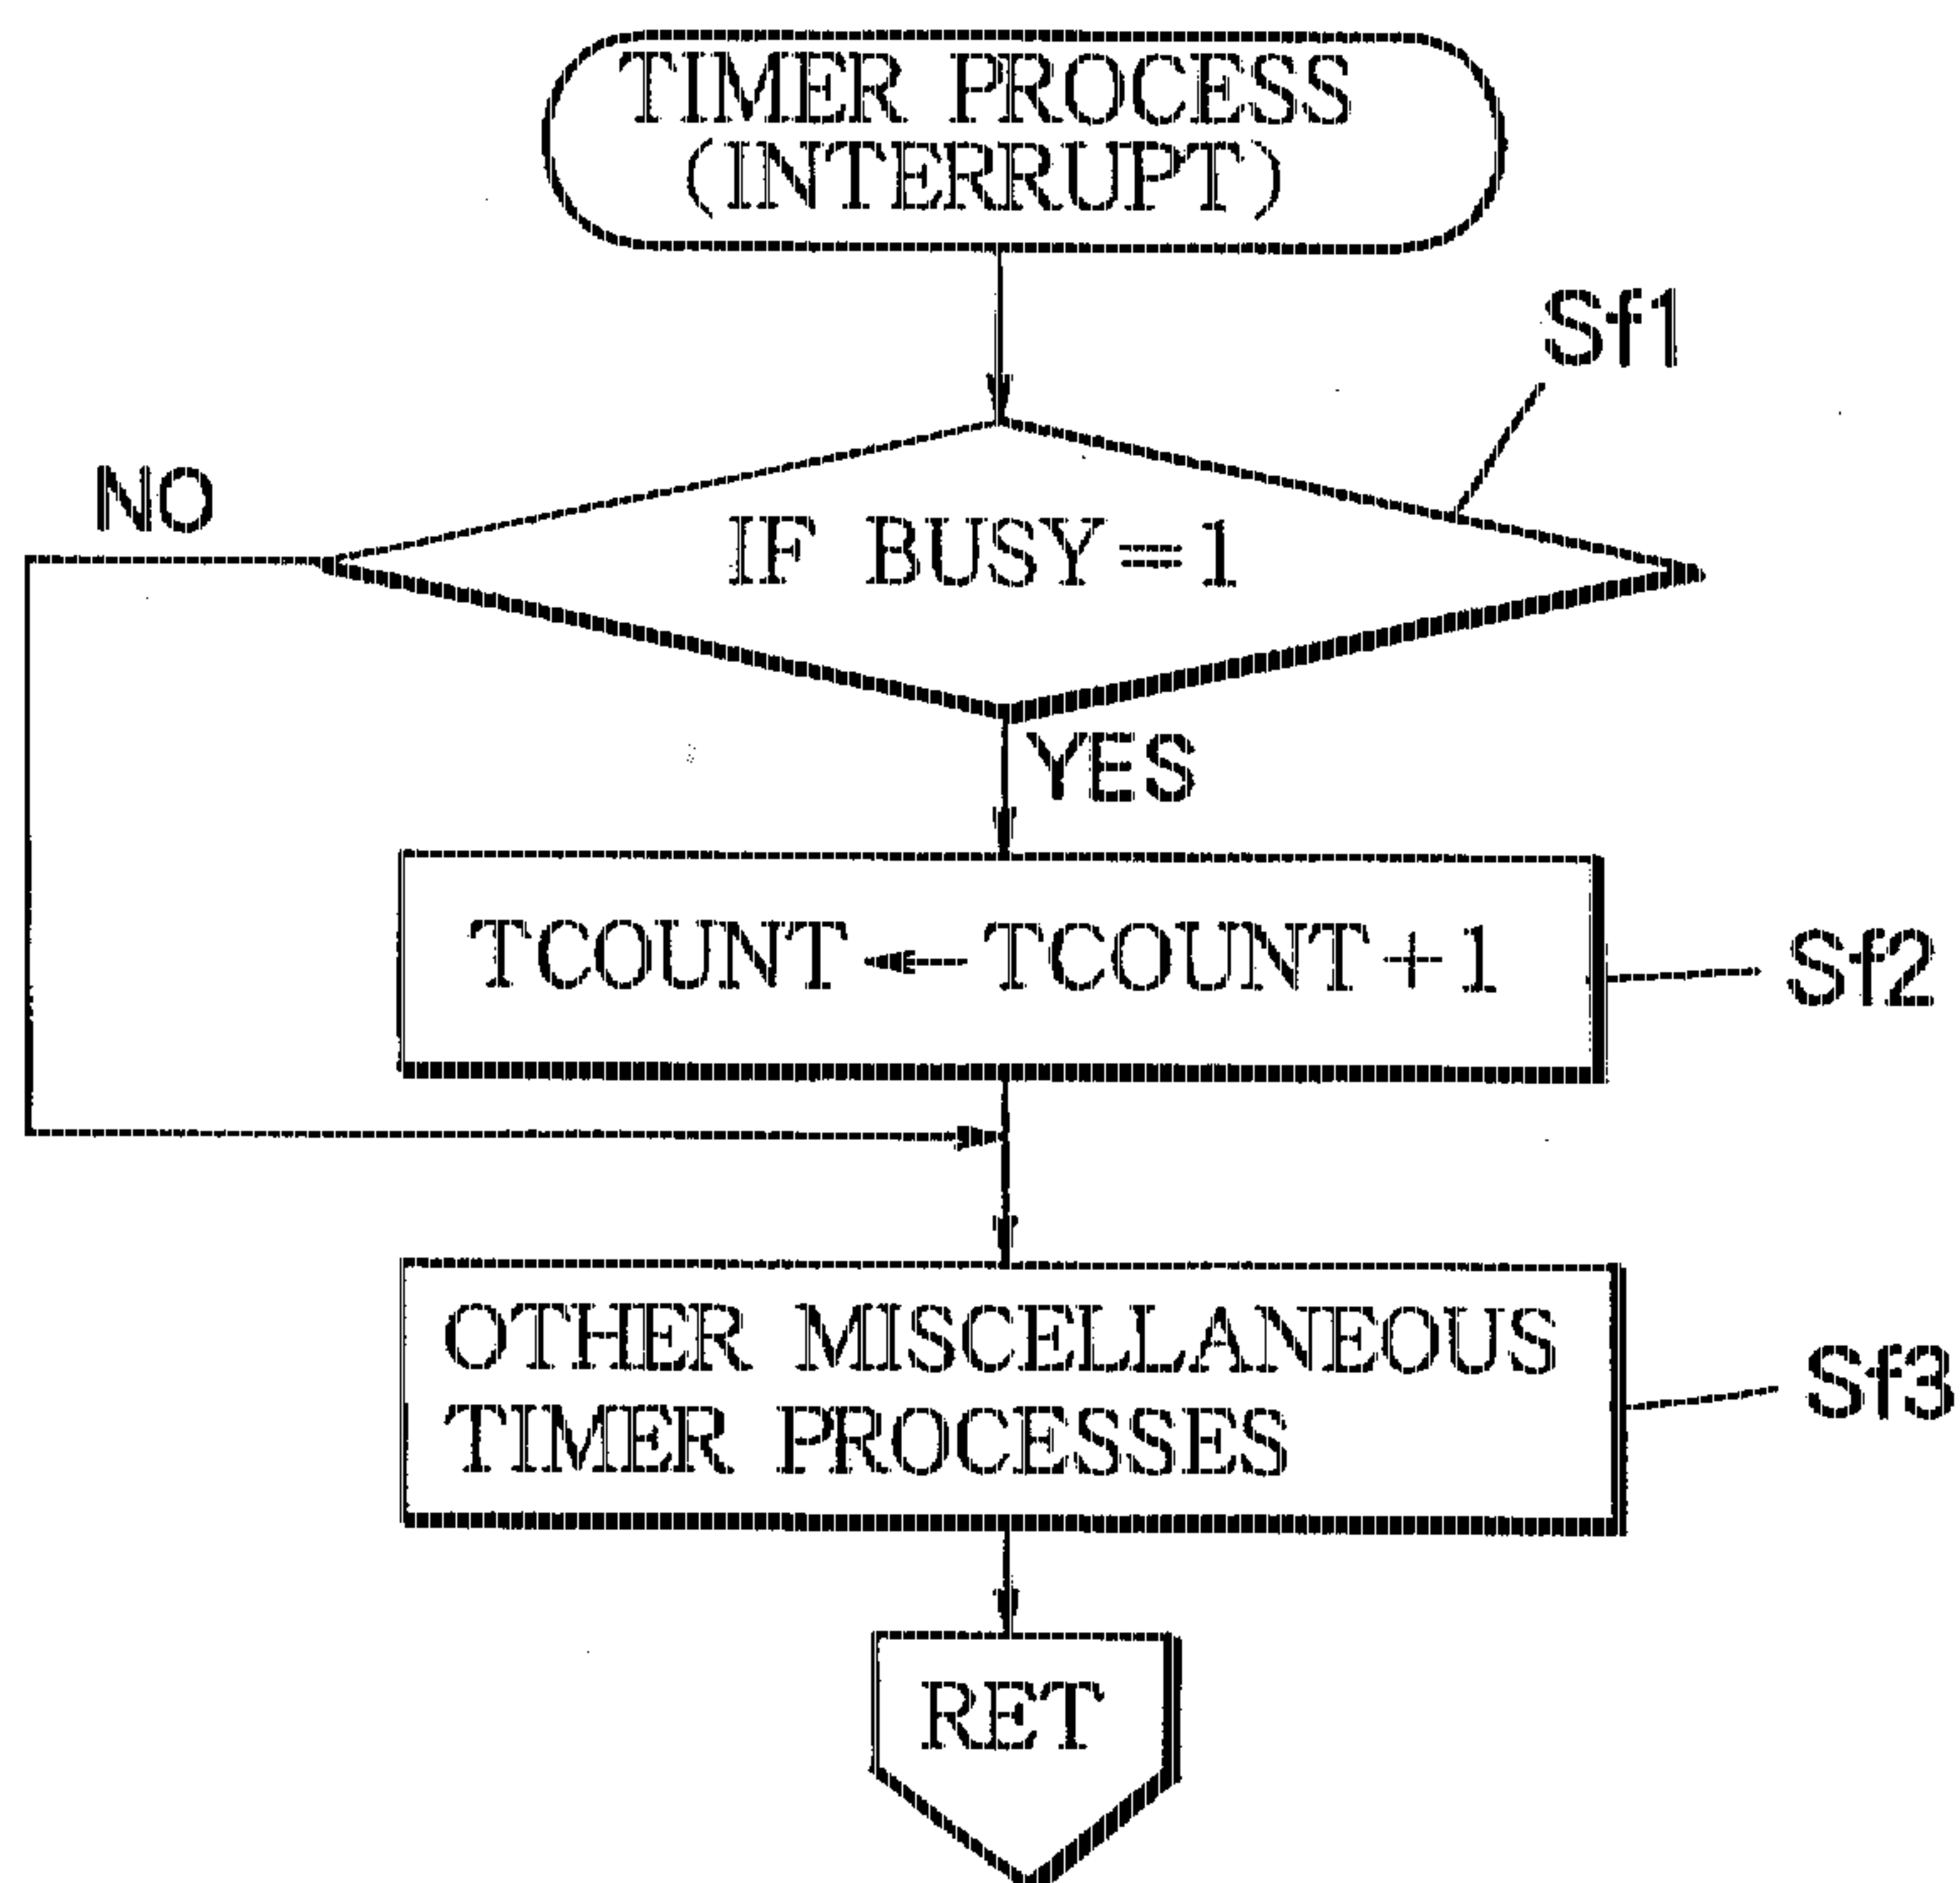 TIMER PROCESS
(INTERRUPT)
Sf1
NO
IF BUSY=1
YES
TCOUNT← TCOUNT+1
Sf2
OTHER MISCELLANEOUS
TIMER PROCESSES
Sf3
RET